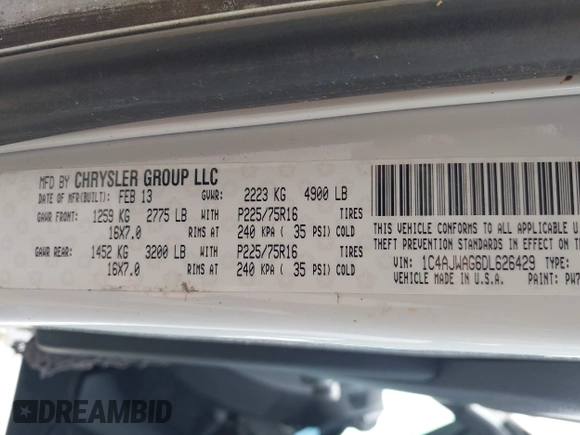 MFD BY CHRYSLER GROUP LLC
DATE OF MFR(BUILT): FEB 13 GVWR: 2223 KG 4900 LB
GAWR FRONT: 1259 KG 2775 LB WITH P225/75R16 TIRES
16X7.0 RIMS AT 240 KPA ( 35 PSI) COLD
GAWR REAR: 1452 KG 3200 LB WITH P225/75R16 TIRES
16X7.0 RIMS AT 240 KPA ( 35 PSI) COLD
THIS VEHICLE CONFORMS TO ALL APPLICABLE U.
THEFT PREVENTION STANDARDS IN EFFECT ON THE
VIN: 1C4AJWAG6DL626429 TYPE:
VEHICLE MADE IN U.S.A. PAINT: PW7
DREAMBID